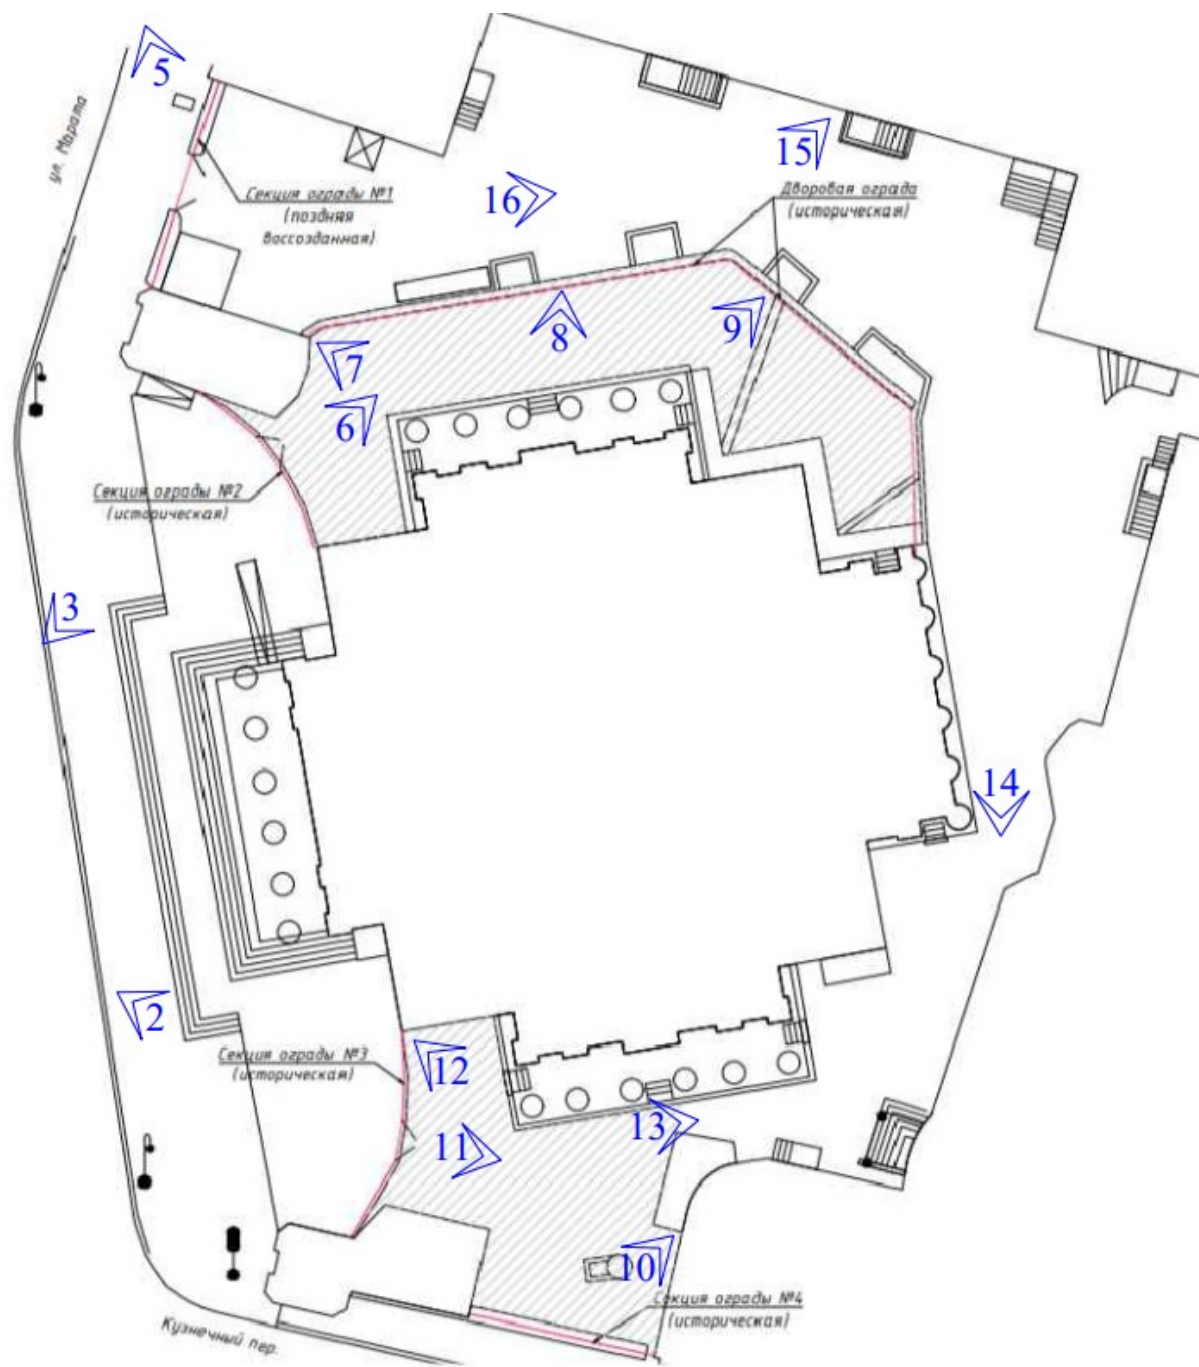 5
ул. Марата
15
Секция ограды №1
(поздняя
воссозданная)
16
Дворовая ограда
(историческая)
7
8
9
6
Секция ограды №2
(историческая)
3
14
2
Секция ограды №3
(историческая)
12
13
11
10
Секция ограды №4
(историческая)
Кузнечный пер.